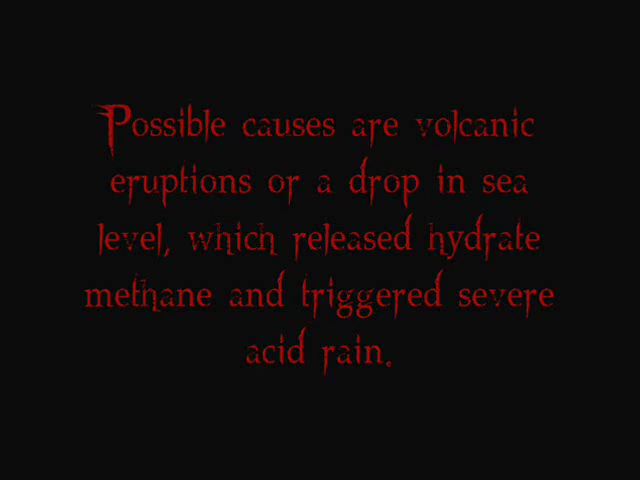 Possible causes are volcanic
eruptions or a drop in sea
level, which released hydrate
methane and triggered severe
acid rain.